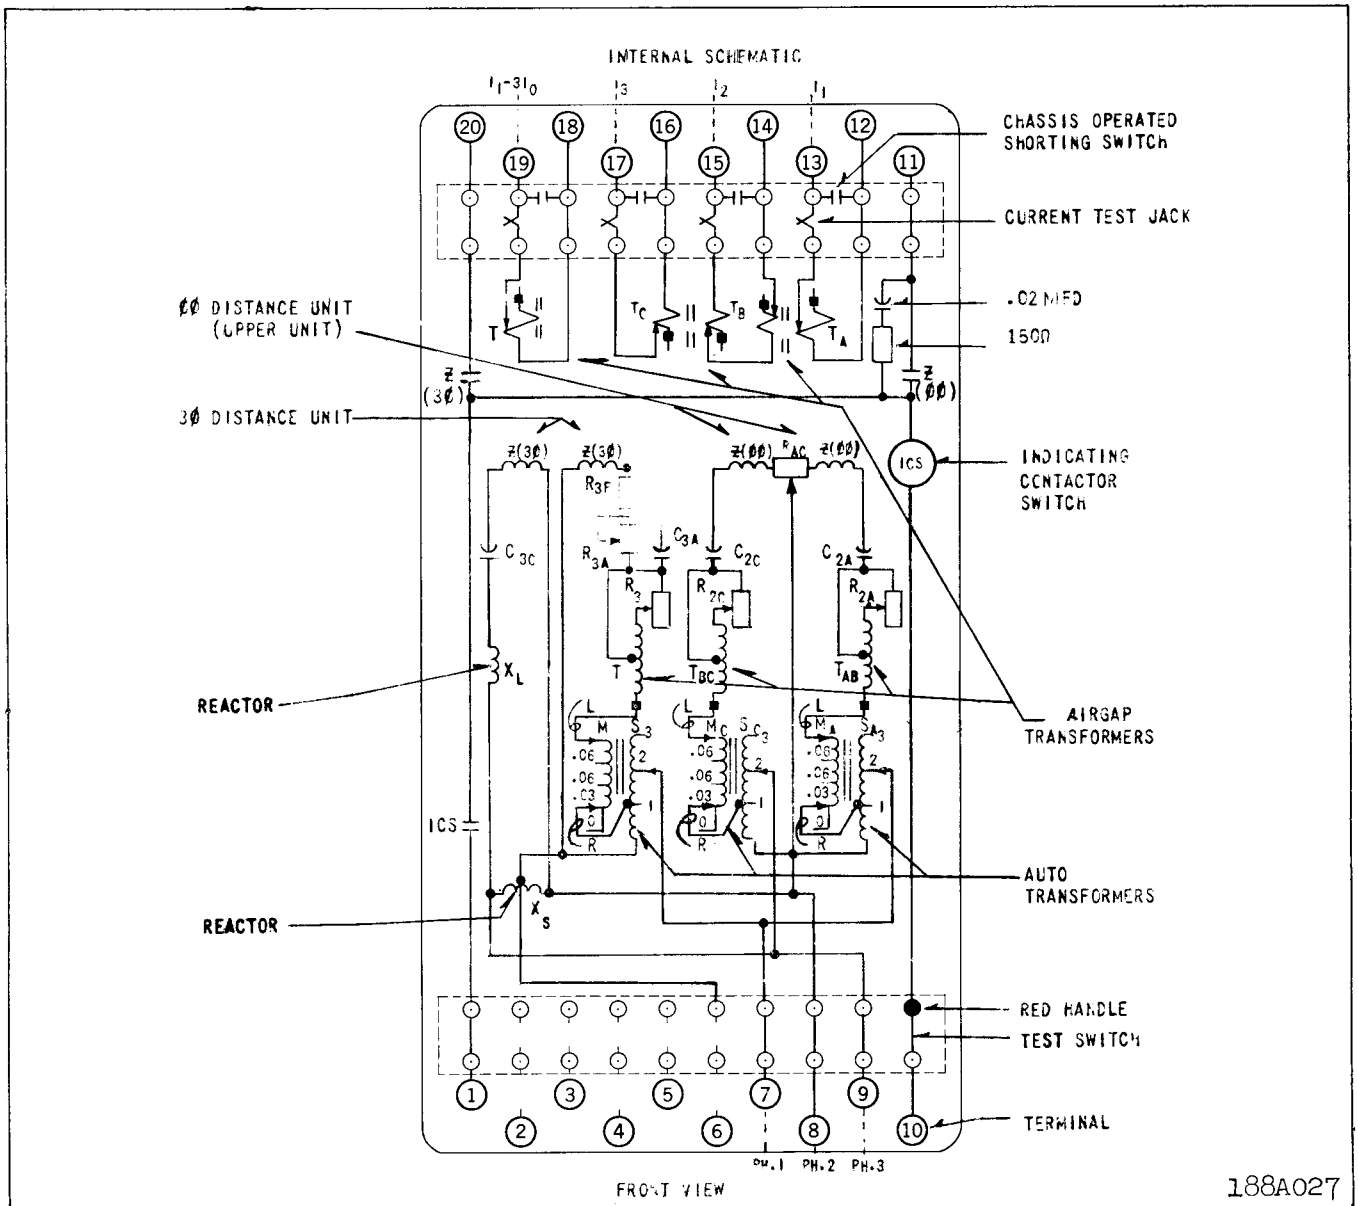 INTERNAL SCHEMATIC
I1-3I0 I3 I2 I1
20 18 16 14 12
19 17 15 13 11
CHASSIS OPERATED
SHORTING SWITCH
CURRENT TEST JACK
ØØ DISTANCE UNIT
(UPPER UNIT)
.02 MFD
150Ω
T TC TB TA
Z
(3Ø)
Z
(ØØ)
3Ø DISTANCE UNIT
Z(3Ø) Z(3Ø) Z(ØØ) RAC Z(ØØ)
ICS
INDICATING
CONTACTOR
SWITCH
R3F
C3A
C3C R3A C2C C2A
R3 R2C R2A
XL
T TBC TAB
REACTOR
AIRGAP
TRANSFORMERS
L L L
M S3 MC SC3 MA SA3
.06 2 .06 2 .06 2
.06 .06 .06
.03 1 .03 1 .03 1
0 0 0
R R R
ICS
AUTO
TRANSFORMERS
REACTOR
XS
RED HANDLE
TEST SWITCH
1 3 5 7 9
2 4 6 8 10
TERMINAL
PH.1 PH.2 PH.3
FRONT VIEW
188A027